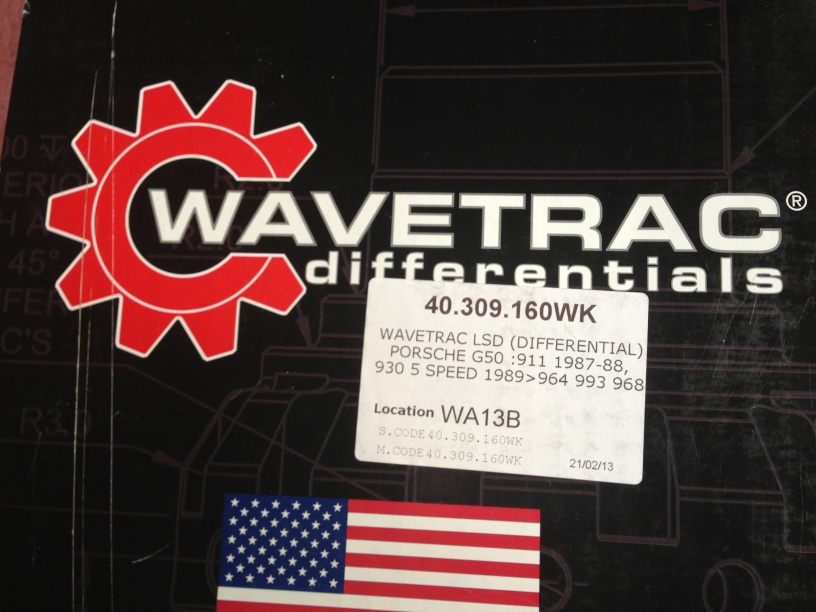 WAVETRAC®
differentials
40.309.160WK
WAVETRAC LSD (DIFFERENTIAL)
PORSCHE G50 :911 1987-88,
930 5 SPEED 1989>964 993 968
Location WA13B
S.CODE40.309.160WK
M.CODE40.309.160WK
21/02/13
45°
C'S